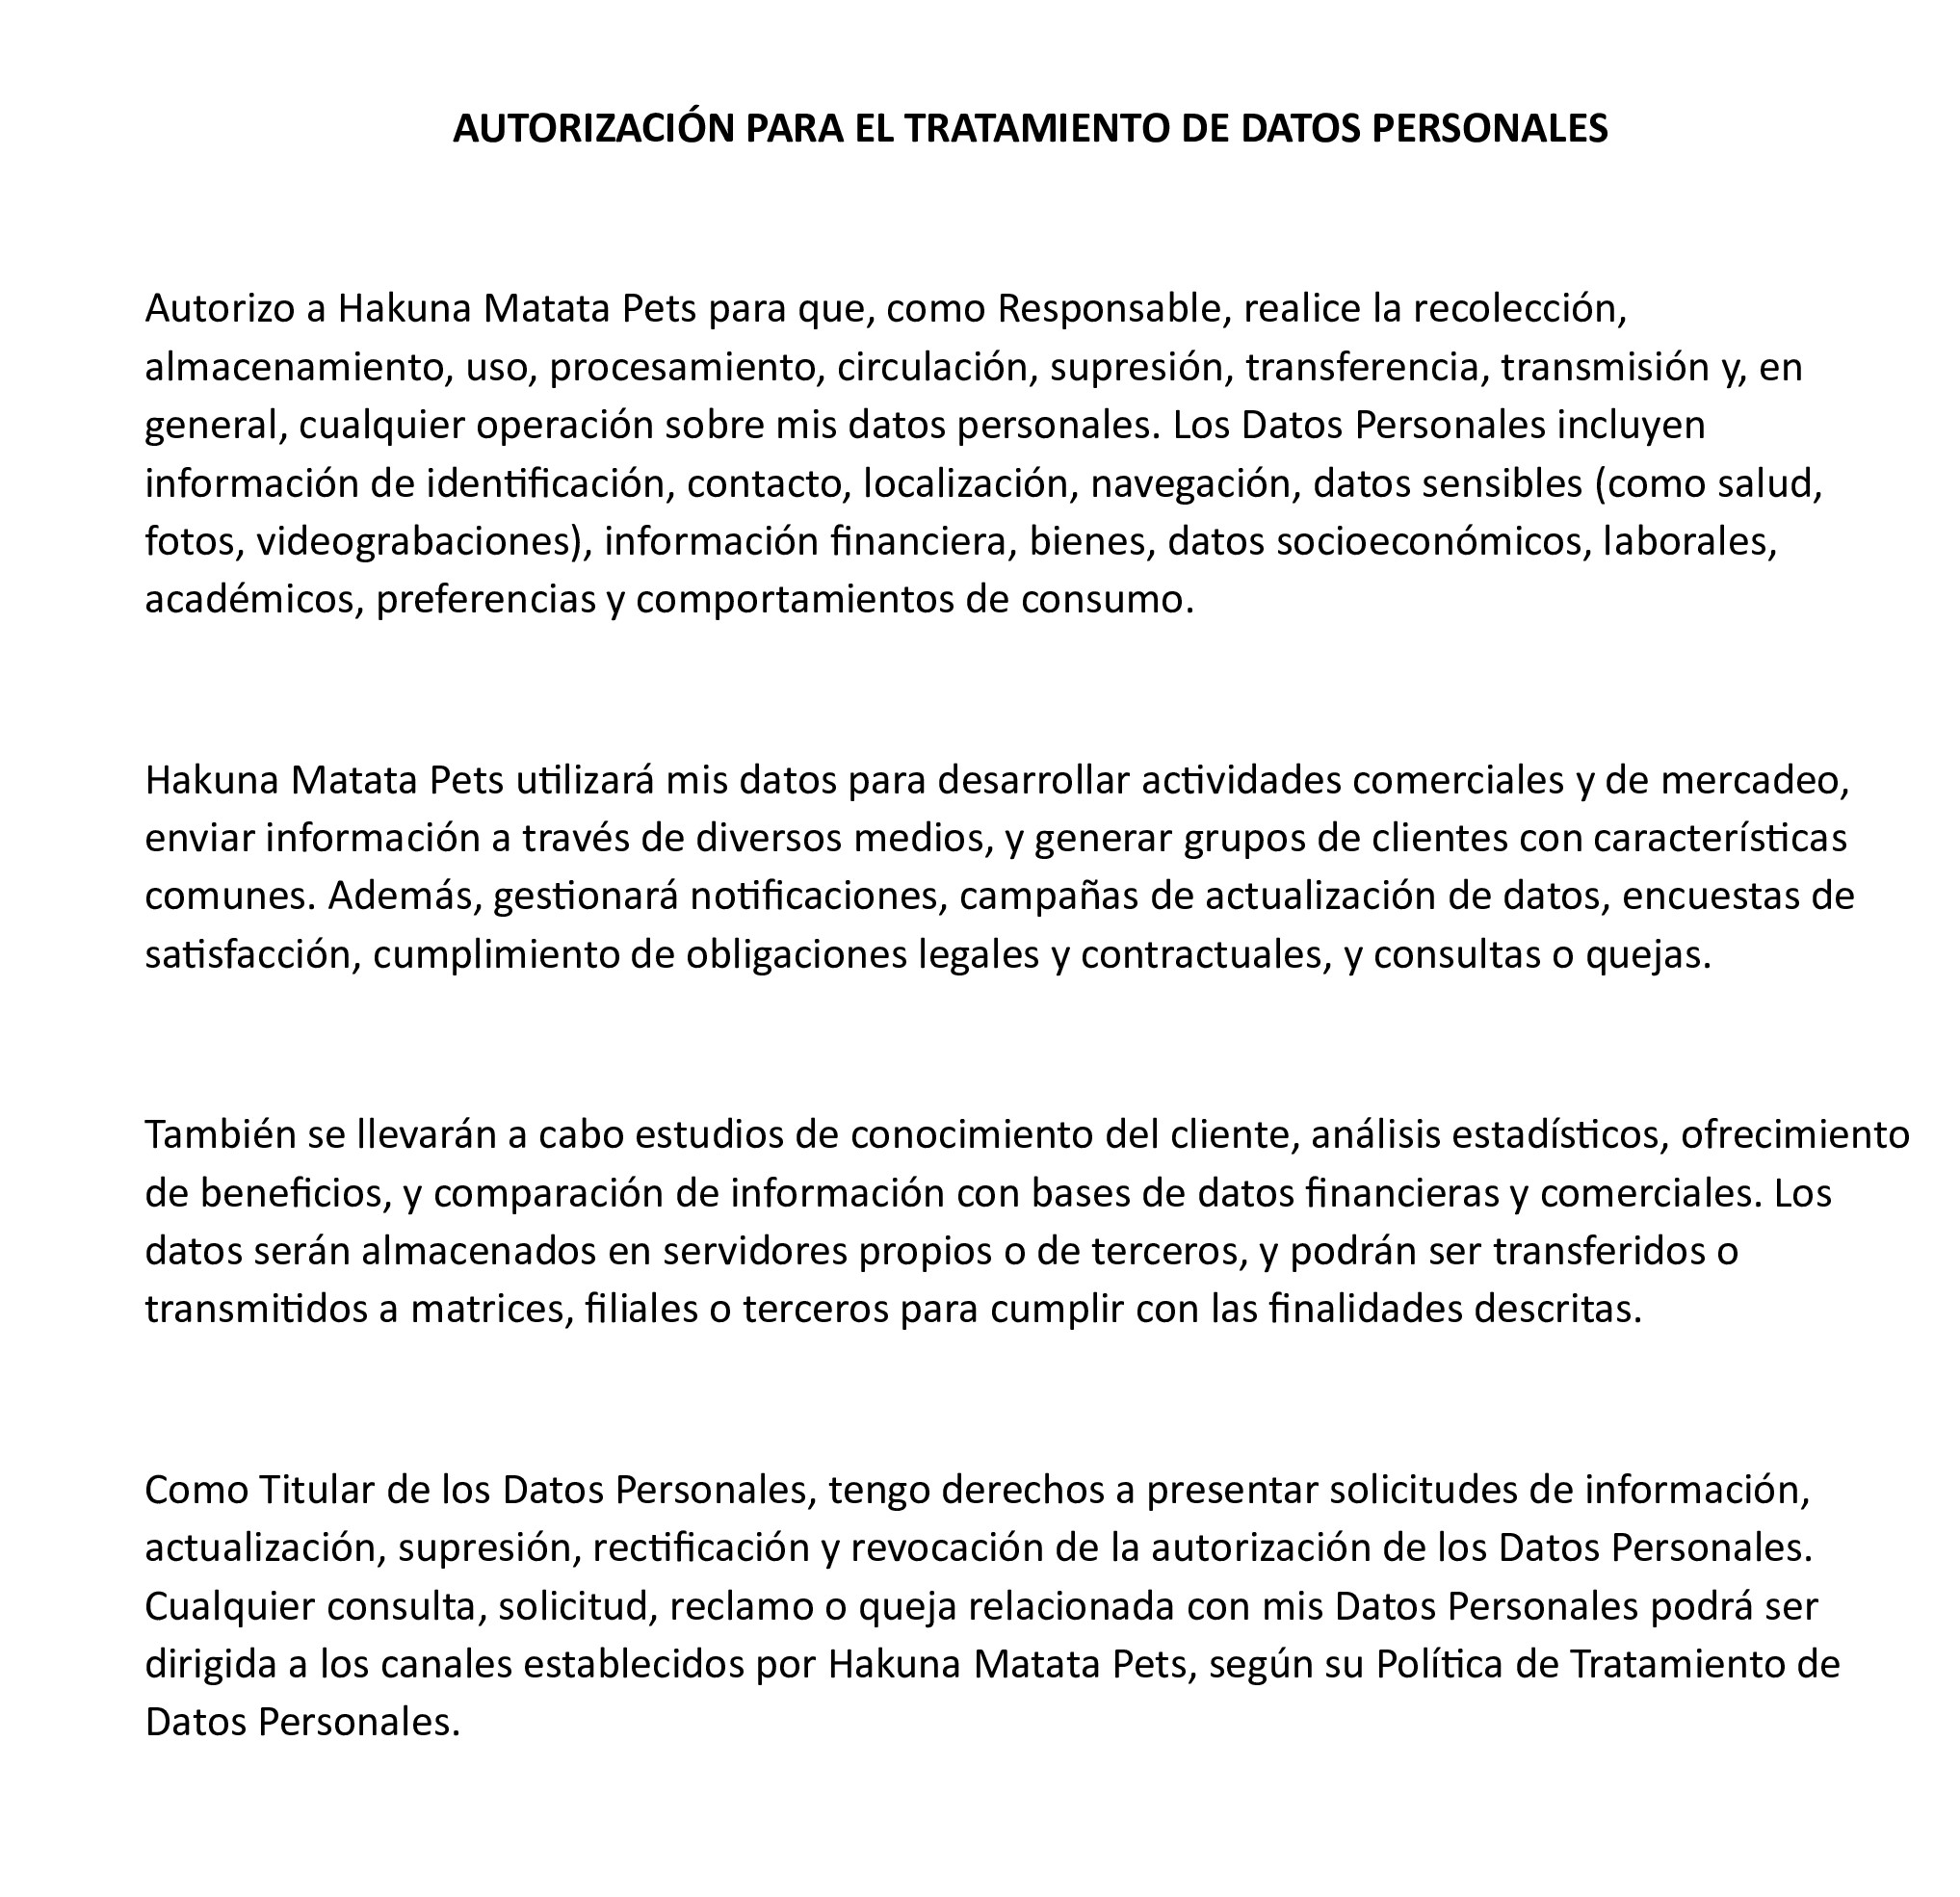 AUTORIZACIÓN PARA EL TRATAMIENTO DE DATOS PERSONALES
Autorizo a Hakuna Matata Pets para que, como Responsable, realice la recolección,
almacenamiento, uso, procesamiento, circulación, supresión, transferencia, transmisión y, en
general, cualquier operación sobre mis datos personales. Los Datos Personales incluyen
información de identificación, contacto, localización, navegación, datos sensibles (como salud,
fotos, videograbaciones), información financiera, bienes, datos socioeconómicos, laborales,
académicos, preferencias y comportamientos de consumo.
Hakuna Matata Pets utilizará mis datos para desarrollar actividades comerciales y de mercadeo,
enviar información a través de diversos medios, y generar grupos de clientes con características
comunes. Además, gestionará notificaciones, campañas de actualización de datos, encuestas de
satisfacción, cumplimiento de obligaciones legales y contractuales, y consultas o quejas.
También se llevarán a cabo estudios de conocimiento del cliente, análisis estadísticos, ofrecimiento
de beneficios, y comparación de información con bases de datos financieras y comerciales. Los
datos serán almacenados en servidores propios o de terceros, y podrán ser transferidos o
transmitidos a matrices, filiales o terceros para cumplir con las finalidades descritas.
Como Titular de los Datos Personales, tengo derechos a presentar solicitudes de información,
actualización, supresión, rectificación y revocación de la autorización de los Datos Personales.
Cualquier consulta, solicitud, reclamo o queja relacionada con mis Datos Personales podrá ser
dirigida a los canales establecidos por Hakuna Matata Pets, según su Política de Tratamiento de
Datos Personales.